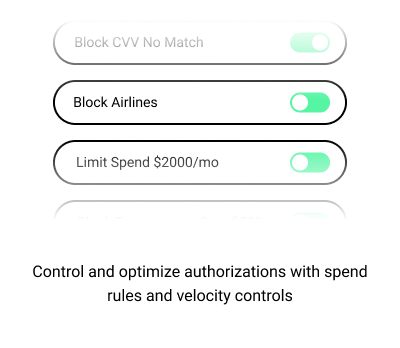 Block CVV No Match
Block Airlines
Limit Spend $2000/mo
Control and optimize authorizations with spend
rules and velocity controls